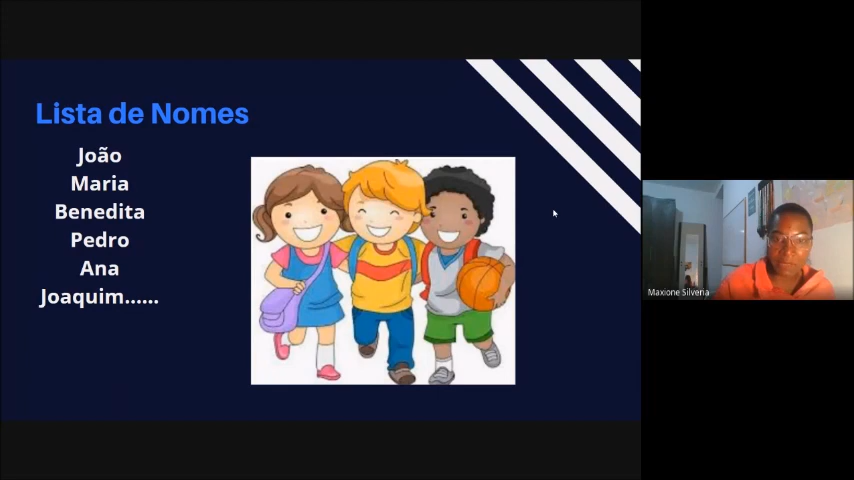 Lista de Nomes
João
Maria
Benedita
Pedro
Ana
Joaquim......
Maxione Silveria